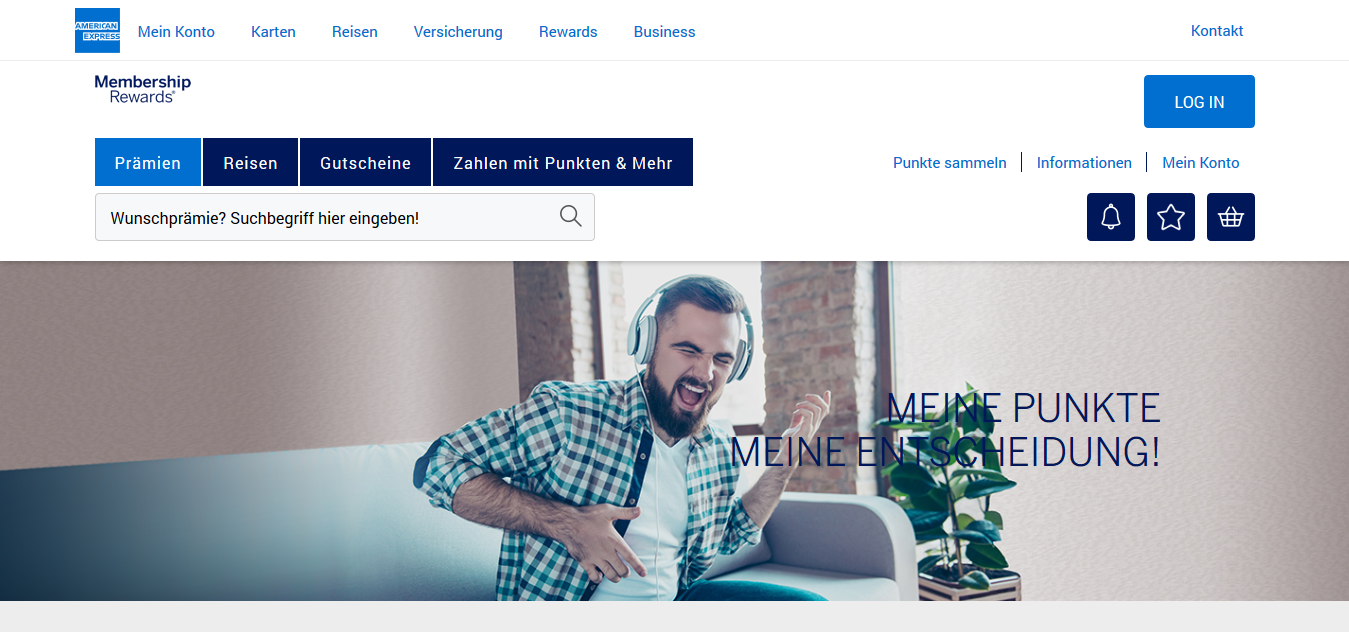 AMERICAN
EXPRESS
Mein Konto Karten Reisen Versicherung Rewards Business Kontakt
Membership
Rewards®
LOG IN
Prämien Reisen Gutscheine Zahlen mit Punkten & Mehr Punkte sammeln Informationen Mein Konto
Wunschprämie? Suchbegriff hier eingeben!
MEINE PUNKTE
MEINE ENTSCHEIDUNG!